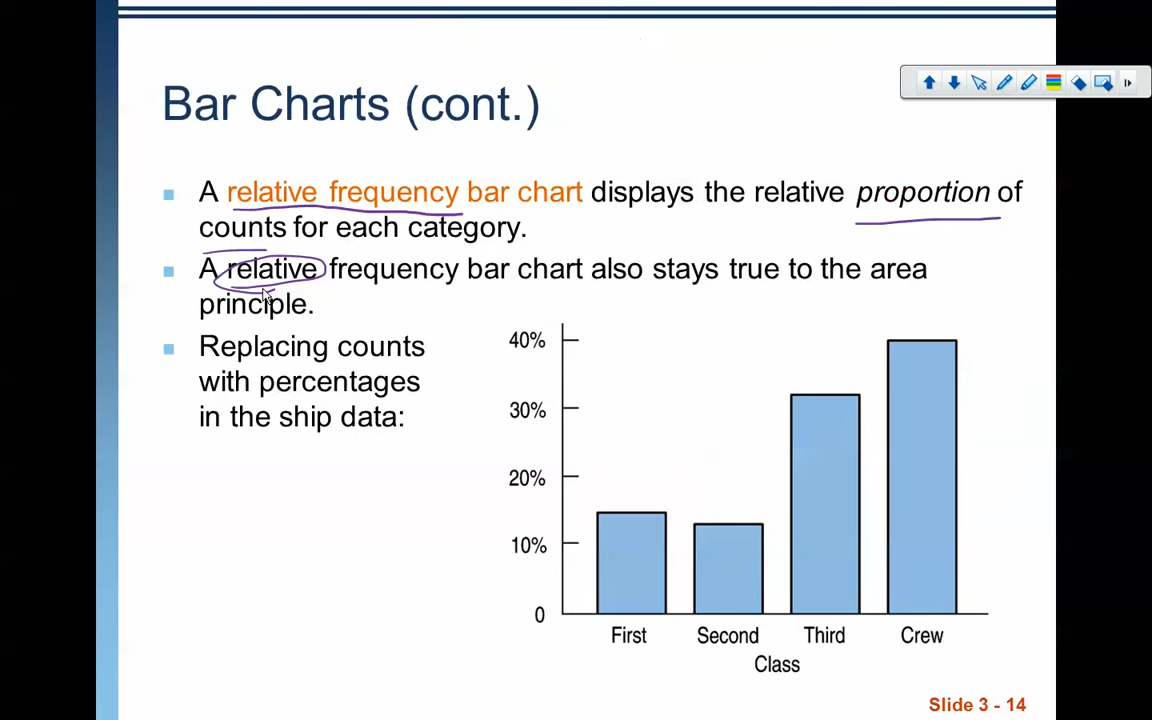 Bar Charts (cont.)
A relative frequency bar chart displays the relative proportion of
counts for each category.
A relative frequency bar chart also stays true to the area
principle.
Replacing counts
with percentages
in the ship data:
40%
30%
20%
10%
0
First Second Third Crew
Class
Slide 3 - 14